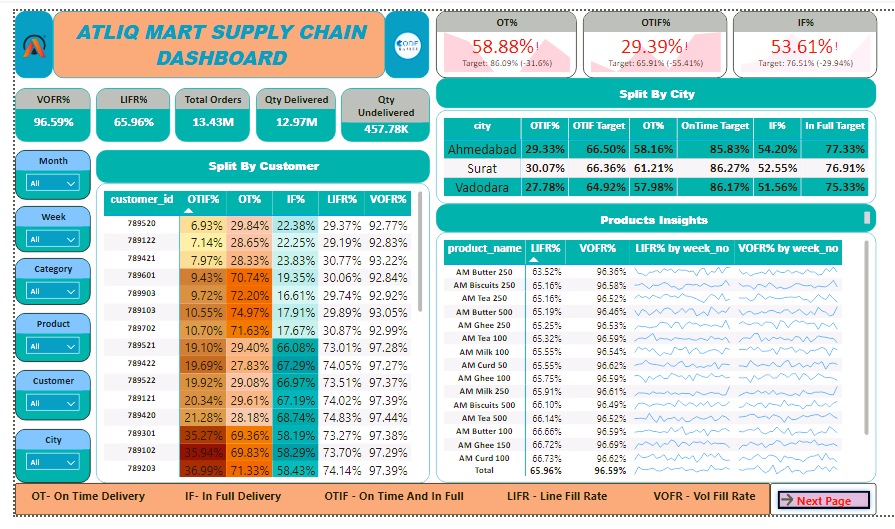 ATLIQ MART SUPPLY CHAIN
DASHBOARD
OT%
58.88%!
Target: 86.09% (-31.6%)
OTIF%
29.39%!
Target: 65.91% (-55.41%)
IF%
53.61%!
Target: 76.51% (-29.94%)
VOFR%
96.59%
LIFR%
65.96%
Total Orders
13.43M
Qty Delivered
12.97M
Qty
Undelivered
457.78K
Month
All
Week
All
Category
All
Product
All
Customer
All
City
All
Split By Customer
customer_id OTIF% OT% IF% LIFR% VOFR%
789520 6.93% 29.84% 22.38% 29.37% 92.77%
789122 7.14% 28.65% 22.25% 29.19% 92.83%
789421 7.97% 28.33% 23.83% 30.77% 93.22%
789601 9.43% 70.74% 19.35% 30.06% 92.84%
789903 9.72% 72.20% 16.61% 29.74% 92.92%
789103 10.55% 74.97% 17.91% 29.89% 93.05%
789702 10.70% 71.63% 17.67% 30.87% 92.99%
789521 19.10% 29.40% 66.08% 73.01% 97.28%
789422 19.69% 27.83% 67.29% 74.05% 97.27%
789522 19.92% 29.08% 66.97% 73.51% 97.37%
789121 20.34% 29.61% 67.19% 74.02% 97.39%
789420 21.28% 28.18% 68.74% 74.83% 97.44%
789301 35.27% 69.36% 58.19% 73.27% 97.38%
789102 35.94% 69.83% 58.29% 73.70% 97.29%
789203 36.99% 71.33% 58.43% 74.14% 97.39%
Split By City
city OTIF% OTIF Target OT% OnTime Target IF% In Full Target
Ahmedabad 29.33% 66.50% 58.16% 85.83% 54.20% 77.33%
Surat 30.07% 66.36% 61.21% 86.27% 52.55% 76.91%
Vadodara 27.78% 64.92% 57.98% 86.17% 51.56% 75.33%
Products Insights
product_name LIFR% VOFR% LIFR% by week_no VOFR% by week_no
AM Butter 250 63.52% 96.36%
AM Biscuits 250 65.16% 96.58%
AM Tea 250 65.16% 96.52%
AM Butter 500 65.19% 96.46%
AM Ghee 250 65.25% 96.53%
AM Tea 100 65.32% 96.59%
AM Milk 100 65.55% 96.54%
AM Curd 50 65.55% 96.62%
AM Ghee 100 65.75% 96.59%
AM Milk 250 65.91% 96.61%
AM Biscuits 500 66.10% 96.49%
AM Tea 500 66.14% 96.52%
AM Butter 100 66.66% 96.59%
AM Ghee 150 66.72% 96.69%
AM Curd 100 66.73% 96.62%
Total 65.96% 96.59%
OT- On Time Delivery IF- In Full Delivery OTIF - On Time And In Full LIFR - Line Fill Rate VOFR - Vol Fill Rate
Next Page